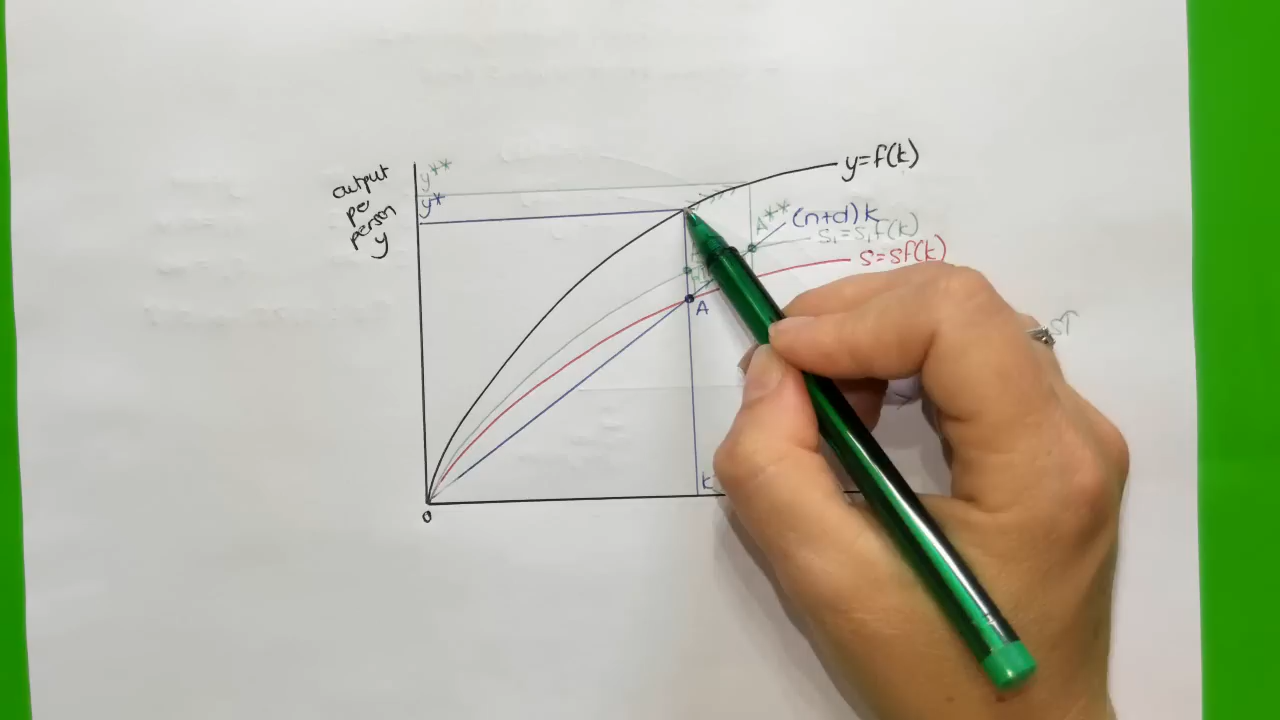 y**
output
per
person
y
y*
y=f(k)
A**
(n+d)k
s₁=s₁f(k)
s=sf(k)
A
k
0